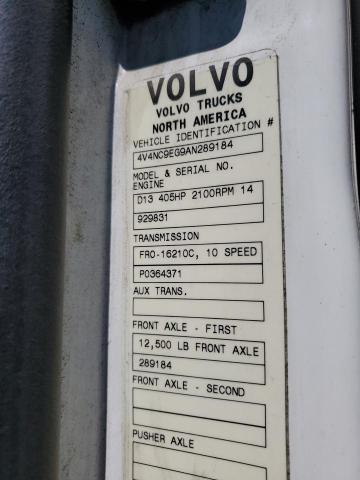 VOLVO
VOLVO TRUCKS
NORTH AMERICA
VEHICLE IDENTIFICATION #
4V4NC9EG9AN289184
MODEL & SERIAL NO.
ENGINE
D13 405HP 2100RPM 14
929831
TRANSMISSION
FRO-16210C, 10 SPEED
P0364371
AUX TRANS.
FRONT AXLE - FIRST
12,500 LB FRONT AXLE
289184
FRONT AXLE - SECOND
PUSHER AXLE